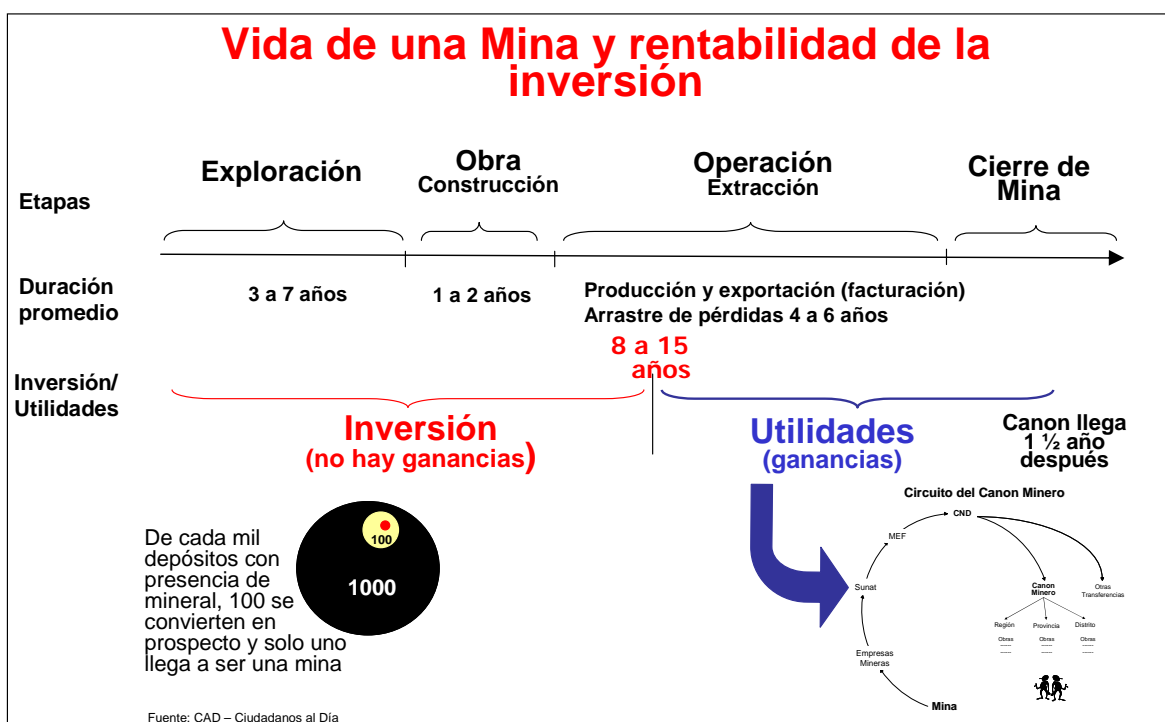 Vida de una Mina y rentabilidad de la
inversión
Etapas
Exploración
Obra
Construcción
Operación
Extracción
Cierre de
Mina
Duración
promedio
3 a 7 años
1 a 2 años
Producción y exportación (facturación)
Arrastre de pérdidas 4 a 6 años
8 a 15
años
Inversión/
Utilidades
Inversión
(no hay ganancias)
Utilidades
(ganancias)
Canon llega
1 ½ año
después
De cada mil
depósitos con
presencia de
mineral, 100 se
convierten en
prospecto y solo uno
llega a ser una mina
100
1000
Circuito del Canon Minero
CND
MEF
Sunat
Empresas
Mineras
Mina
Canon
Minero
Otras
Transferencias
Región
Provincia
Distrito
Obras
Obras
Obras
Fuente: CAD – Ciudadanos al Día